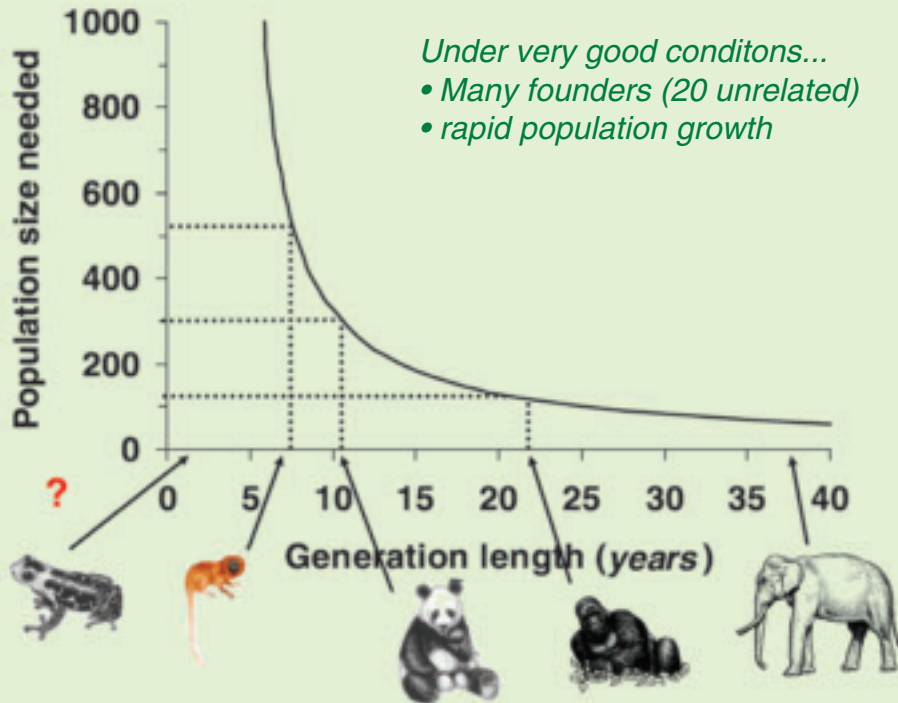 Under very good conditons...
• Many founders (20 unrelated)
• rapid population growth
Population size needed
1000
800
600
400
200
0
?
0 5 10 15 20 25 30 35 40
Generation length (years)